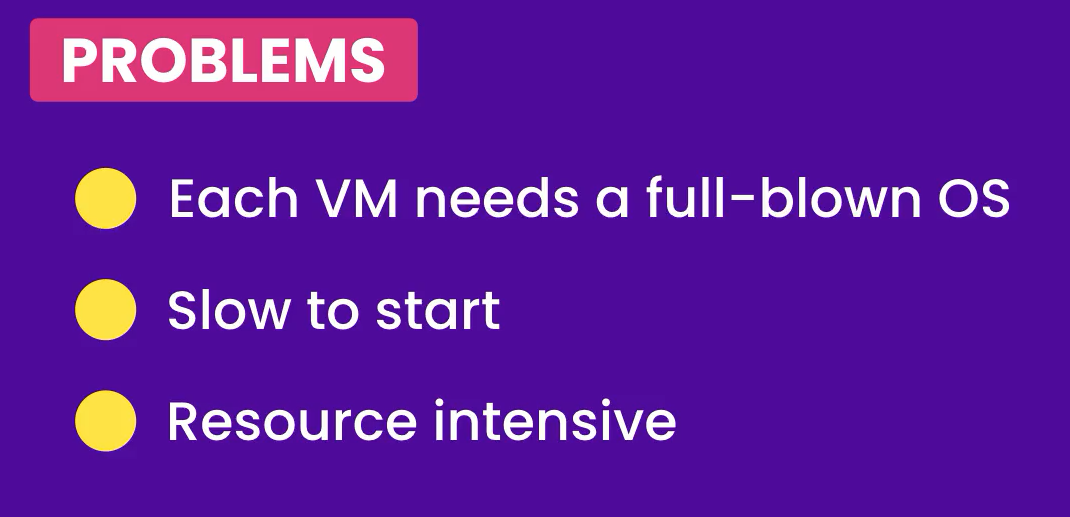 PROBLEMS
Each VM needs a full-blown OS
Slow to start
Resource intensive